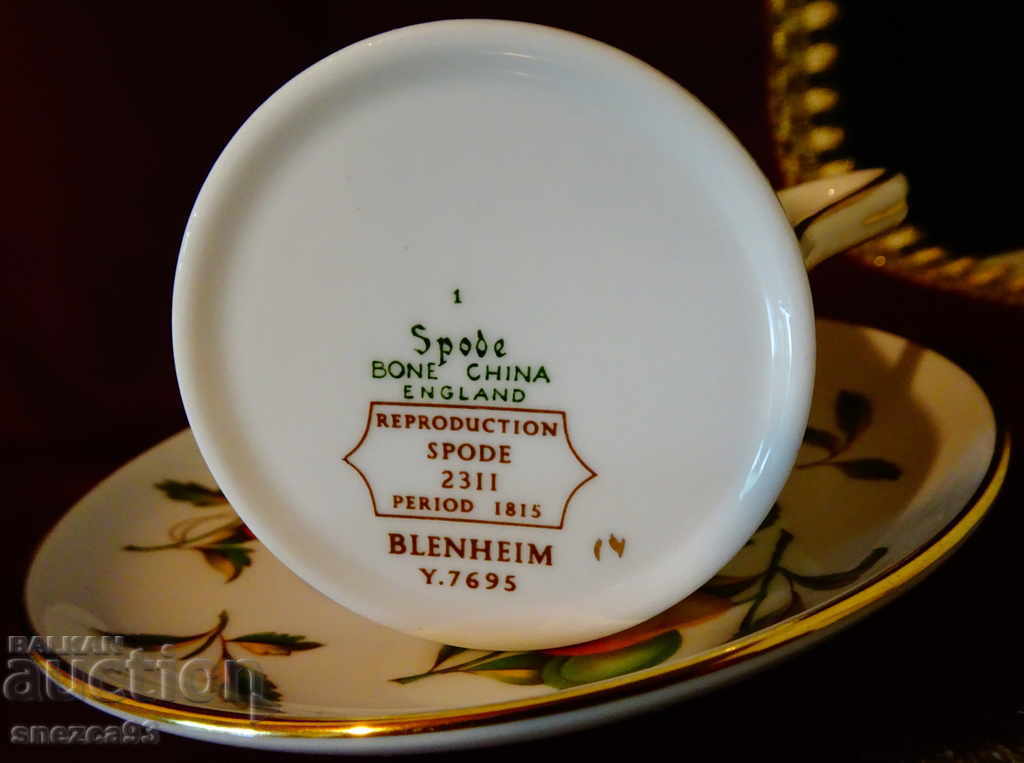 1
Spode
BONE CHINA
ENGLAND
REPRODUCTION
SPODE
2311
PERIOD 1815
BLENHEIM
Y.7695
BALKAN
auction
snezca93